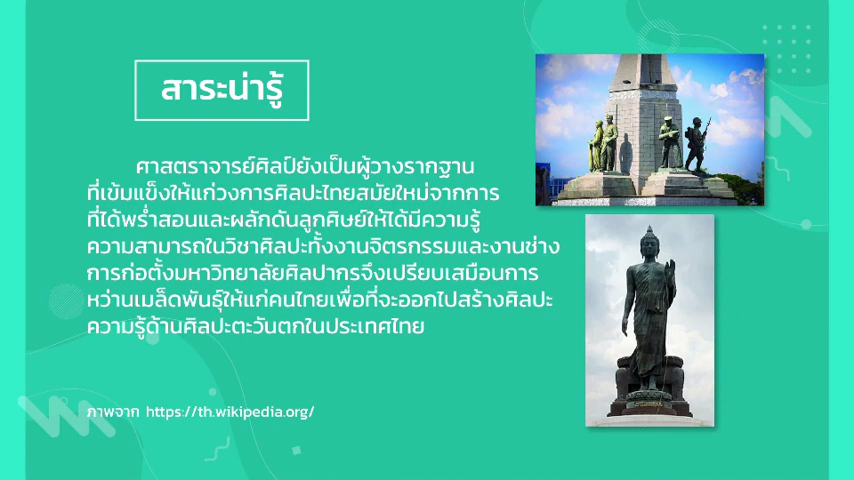 สาระน่ารู้
ศาสตราจารย์ศิลป์ยังเป็นผู้วางรากฐาน
ที่เข้มแข็งให้แก่วงการศิลปะไทยสมัยใหม่จากการ
ที่ได้พร่ำสอนและผลักดันลูกศิษย์ให้ได้มีความรู้
ความสามารถในวิชาศิลปะทั้งงานจิตรกรรมและงานช่าง
การก่อตั้งมหาวิทยาลัยศิลปากรจึงเปรียบเสมือนการ
หว่านเมล็ดพันธุ์ให้แก่คนไทยเพื่อที่จะออกไปสร้างศิลปะ
ความรู้ด้านศิลปะตะวันตกในประเทศไทย
ภาพจาก https://th.wikipedia.org/